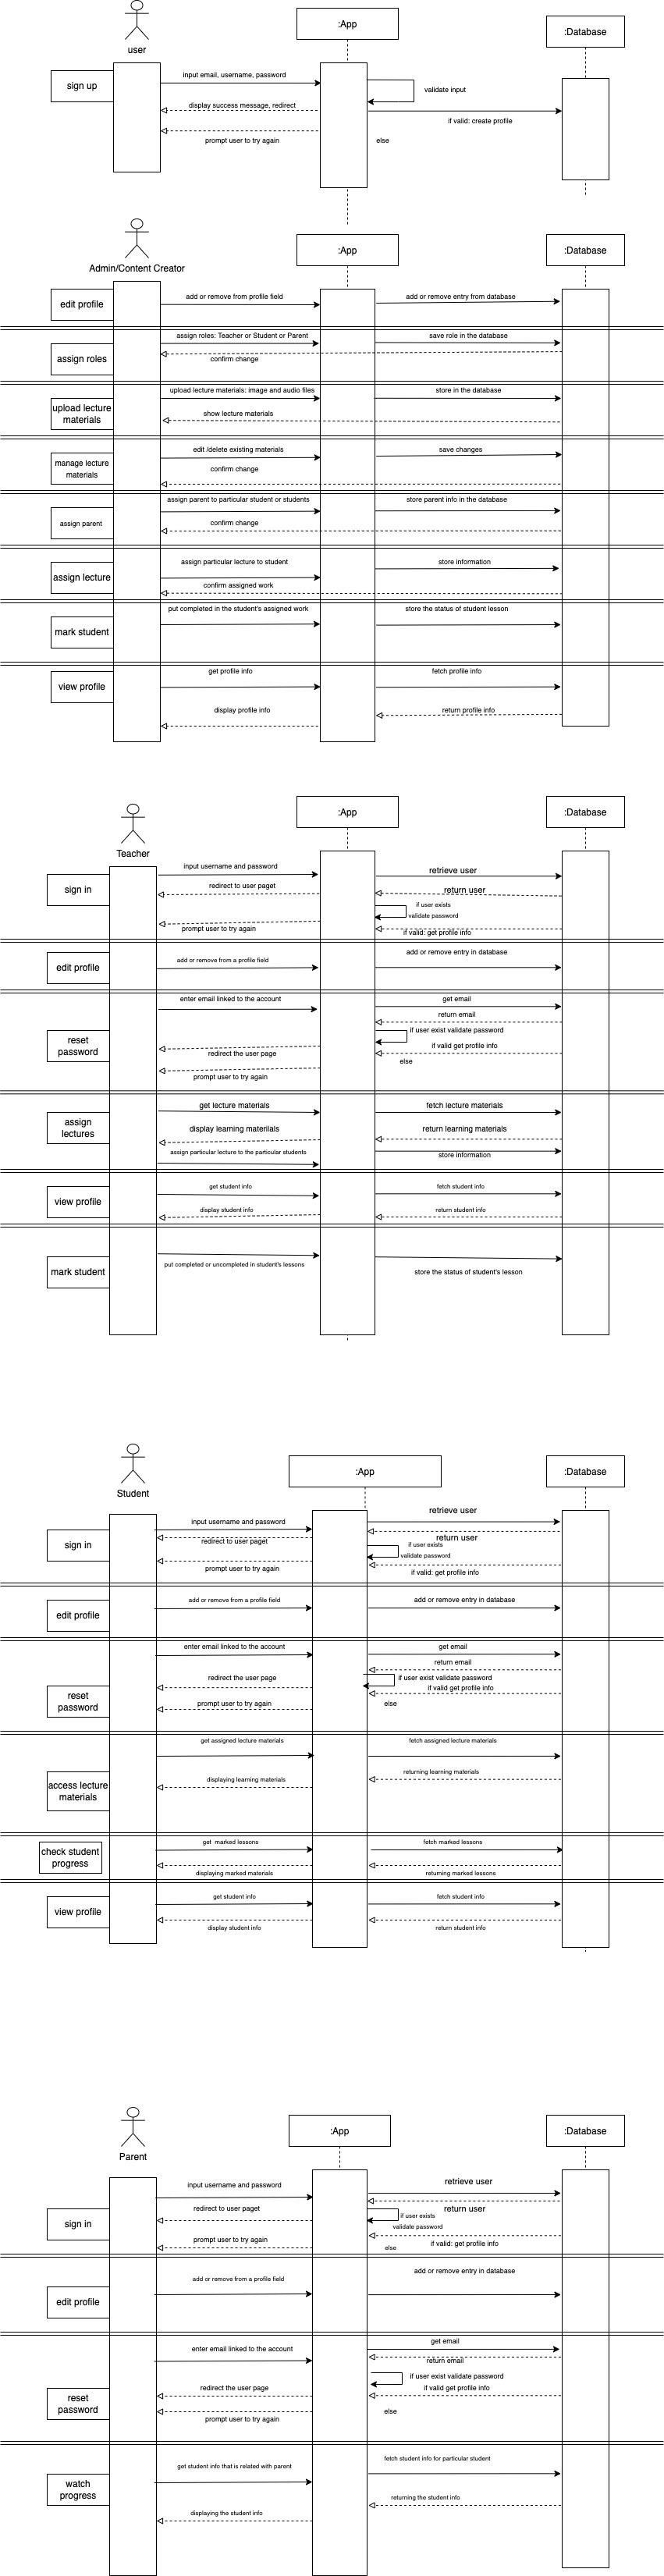 user
:App
:Database
sign up
input email, username, password
validate input
display success message, redirect
if valid: create profile
prompt user to try again
else
Admin/Content Creator
:App
:Database
edit profile
add or remove from profile field
add or remove entry from database
assign roles
assign roles: Teacher or Student or Parent
save role in the database
confirm change
upload lecture
materials
upload lecture materials: image and audio files
store in the database
show lecture materials
manage lecture
materials
edit /delete existing materials
save changes
confirm change
assign parent
assign parent to particular student or students
store parent info in the database
confirm change
assign lecture
assign particular lecture to student
store information
confirm assigned work
mark student
put completed in the student's assigned work
store the status of student lesson
view profile
get profile info
fetch profile info
display profile info
return profile info
Teacher
:App
:Database
sign in
input username and password
retrieve user
redirect to user paget
return user
if user exists
validate password
prompt user to try again
if valid: get profile info
edit profile
add or remove from a profile field
add or remove entry in database
reset
password
enter email linked to the account
get email
return email
if user exist validate password
redirect the user page
if valid get profile info
else
prompt user to try again
assign
lectures
get lecture materials
fetch lecture materials
display learning materilals
return learning materials
assign particular lecture to the particular students
store information
view profile
get student info
fetch student info
display student info
return student info
mark student
put completed or uncompleted in student's lessons
store the status of student's lesson
Student
:App
:Database
sign in
input username and password
retrieve user
redirect to user paget
return user
if user exists
validate password
prompt user to try again
if valid: get profile info
edit profile
add or remove from a profile field
add or remove entry in database
reset
password
enter email linked to the account
get email
return email
redirect the user page
if user exist validate password
if valid get profile info
prompt user to try again
else
access lecture
materials
get assigned lecture materials
fetch assigned lecture materials
displaying learning materials
returning learning materials
check student
progress
get marked lessons
fetch marked lessons
displaying marked materials
returning marked lessons
view profile
get student info
fetch student info
display student info
return student info
Parent
:App
:Database
sign in
input username and password
retrieve user
redirect to user paget
return user
if user exists
validate password
prompt user to try again
if valid: get profile info
else
edit profile
add or remove from a profile field
add or remove entry in database
reset
password
enter email linked to the account
get email
return email
if user exist validate password
redirect the user page
if valid get profile info
prompt user to try again
else
watch
progress
get student info that is related with parent
fetch student info for particular student
returning the student info
displaying the student info